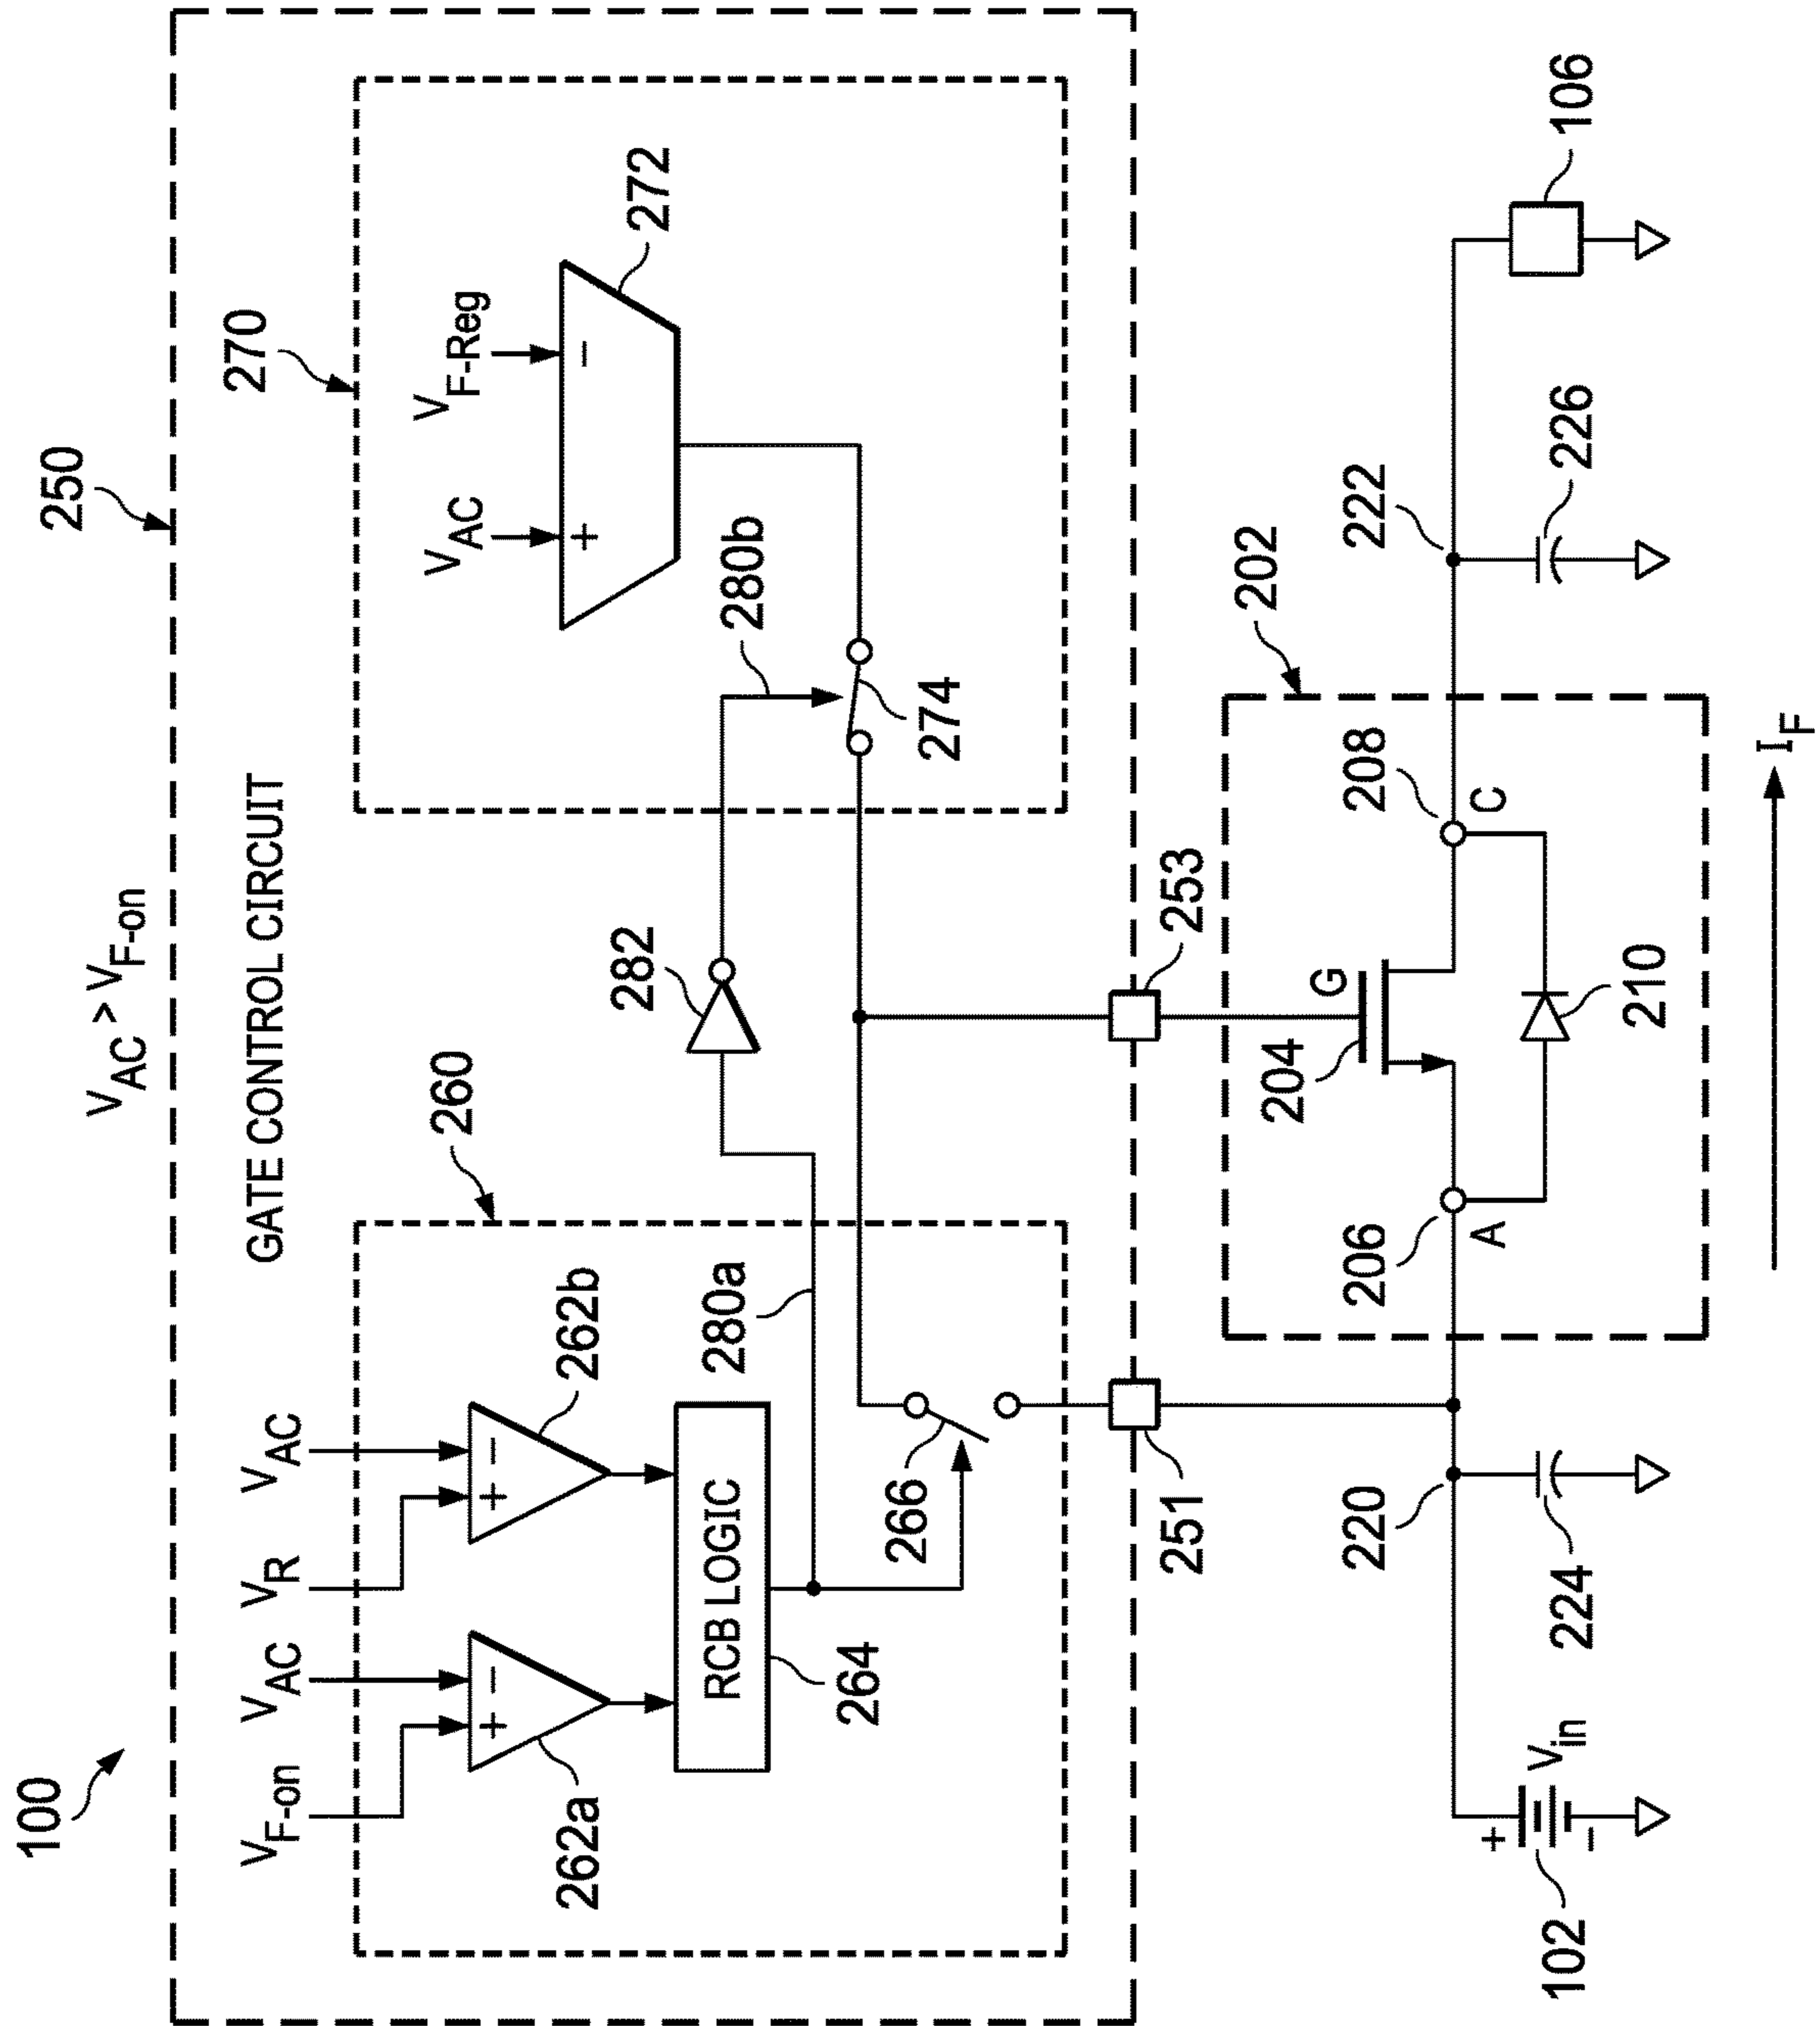 100
V_AC > V_F-on
250
GATE CONTROL CIRCUIT
270
V_F-on
V_AC
V_R
V_AC
260
V_AC
V_F-Reg
+ −
+ −
+ −
262a
262b
282
272
RCB LOGIC
264
280a
280b
266
274
251
253
202
204
G
220
206
A
208
C
222
102
+
−
V_in
224
210
226
106
I_F